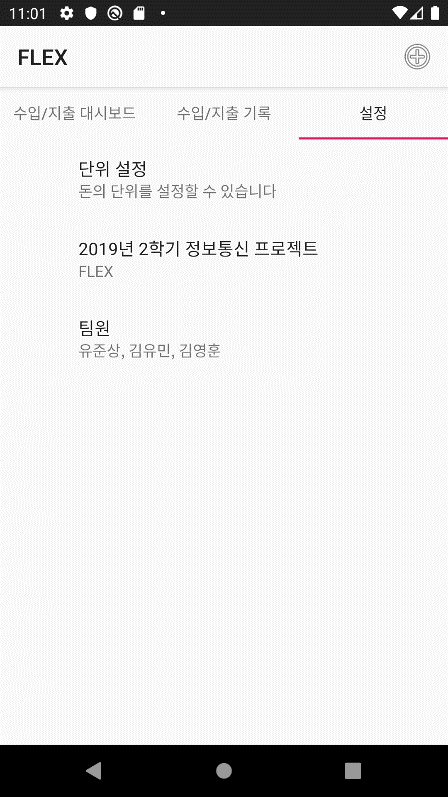 11:01
FLEX
수입/지출 대시보드
수입/지출 기록
설정
단위 설정
돈의 단위를 설정할 수 있습니다
2019년 2학기 정보통신 프로젝트
FLEX
팀원
유준상, 김유민, 김영훈